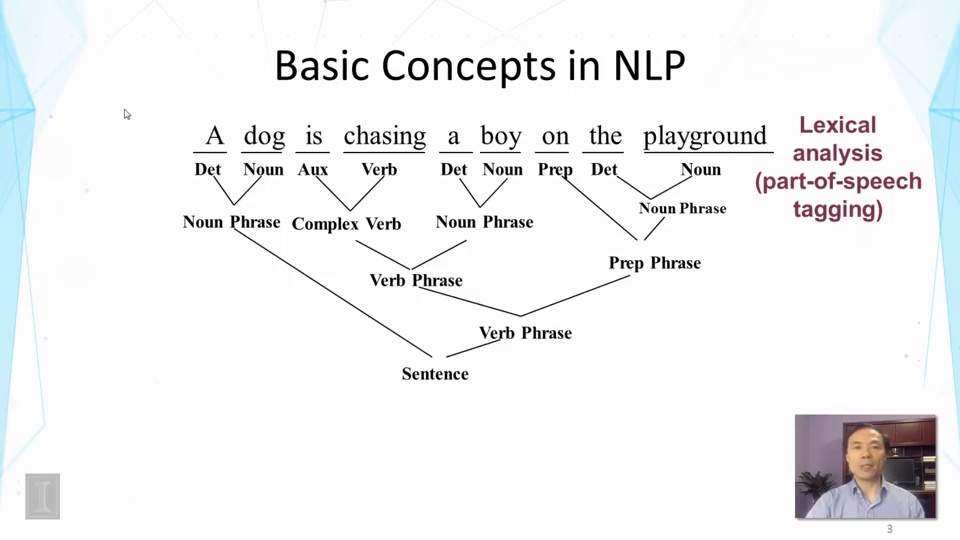 Basic Concepts in NLP
A dog is chasing a boy on the playground
Lexical
analysis
(part-of-speech
tagging)
Det Noun Aux Verb Det Noun Prep Det Noun
Noun Phrase
Noun Phrase Complex Verb Noun Phrase
Prep Phrase
Verb Phrase
Verb Phrase
Sentence
I
3